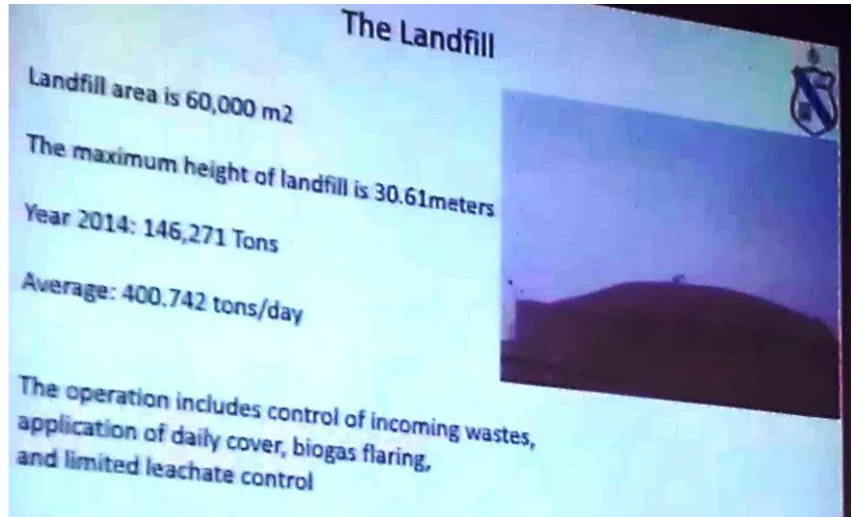 The Landfill
Landfill area is 60,000 m2
The maximum height of landfill is 30.61meters
Year 2014: 146,271 Tons
Average: 400.742 tons/day
The operation includes control of incoming wastes,
application of daily cover, biogas flaring,
and limited leachate control